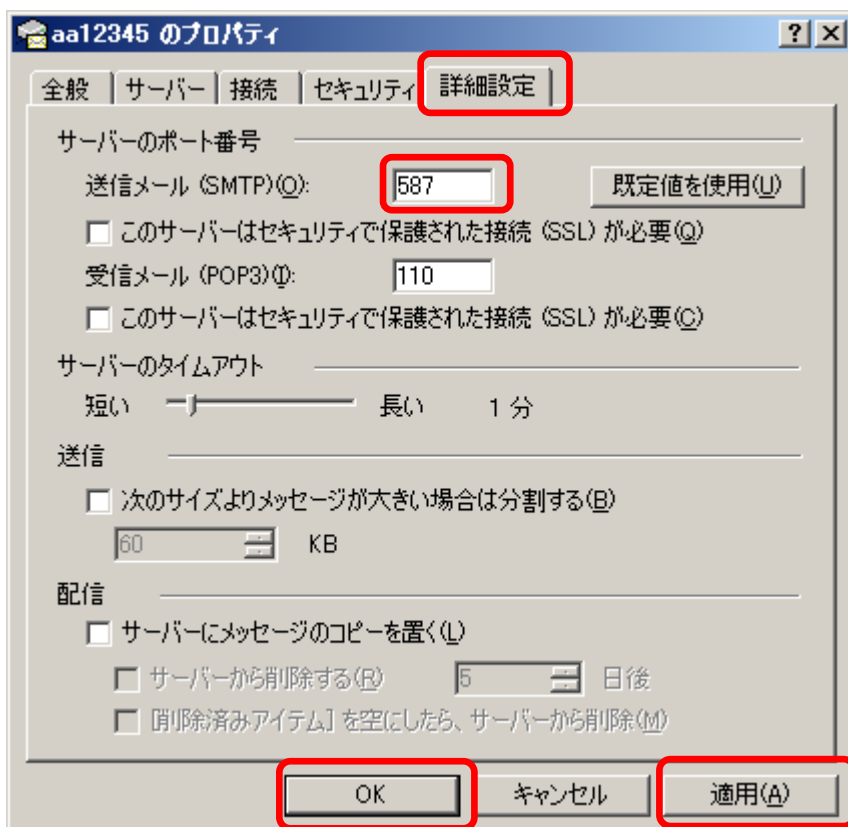 aa12345 のプロパティ
全般 サーバー 接続 セキュリティ 詳細設定
サーバーのポート番号
送信メール (SMTP)(O): 587 既定値を使用(U)
このサーバーはセキュリティで保護された接続 (SSL) が必要(Q)
受信メール (POP3)(I): 110
このサーバーはセキュリティで保護された接続 (SSL) が必要(C)
サーバーのタイムアウト
短い 長い 1 分
送信
次のサイズよりメッセージが大きい場合は分割する(B)
60 KB
配信
サーバーにメッセージのコピーを置く(L)
サーバーから削除する(R) 5 日後
[削除済みアイテム] を空にしたら、サーバーから削除(M)
OK キャンセル 適用(A)